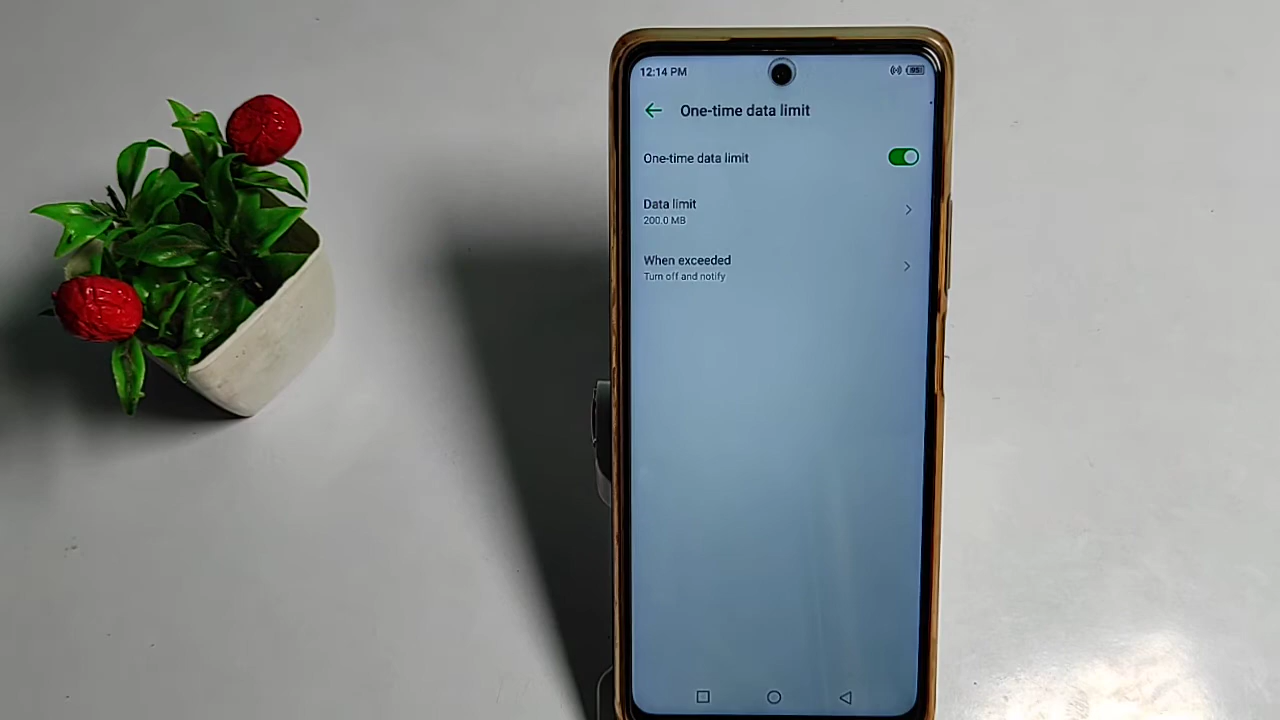 12:14 PM
95
One-time data limit
One-time data limit
Data limit
200.0 MB
When exceeded
Turn off and notify